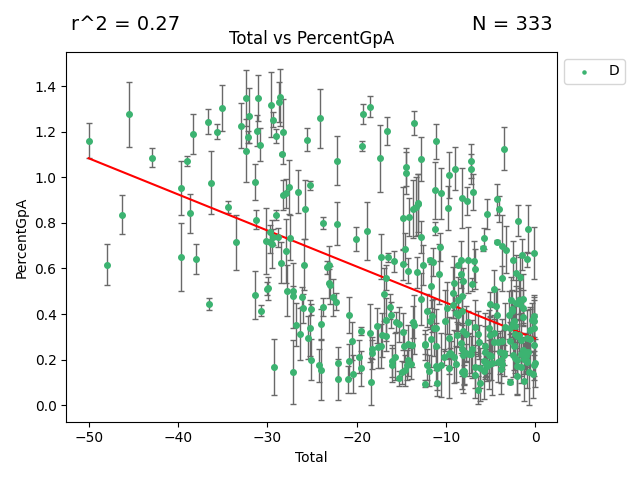 r^2 = 0.27
N = 333
Total vs PercentGpA
D
PercentGpA
1.4
1.2
1.0
0.8
0.6
0.4
0.2
0.0
−50
−40
−30
−20
−10
0
Total